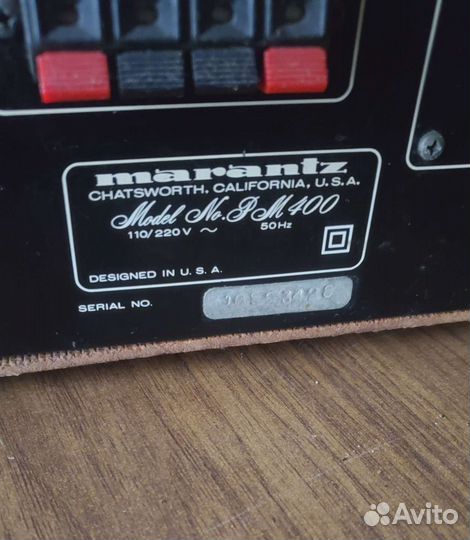 marantz
CHATSWORTH, CALIFORNIA, U.S.A.
Model No. PM 400
110/220V ~ 50Hz
DESIGNED IN U.S.A.
SERIAL NO.
Avito